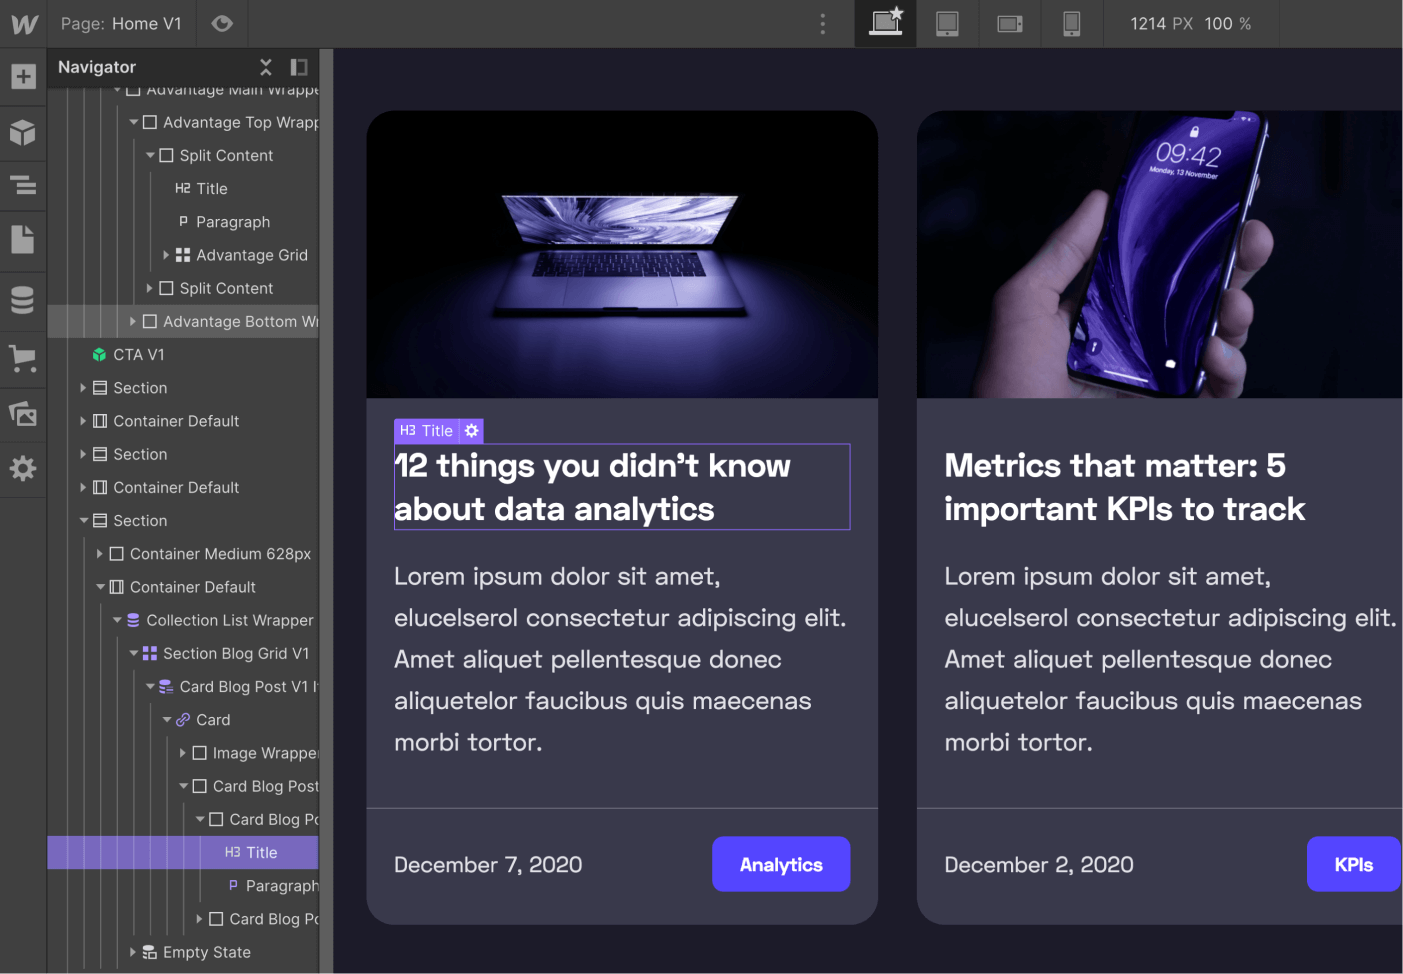 Page: Home V1
1214 PX 100 %
Navigator
Advantage Main Wrappe
Advantage Top Wrapp
Split Content
H2 Title
P Paragraph
Advantage Grid
Split Content
Advantage Bottom Wr
CTA V1
Section
Container Default
Section
Container Default
Section
Container Medium 628px
Container Default
Collection List Wrapper
Section Blog Grid V1
Card Blog Post V1 I
Card
Image Wrapper
Card Blog Post
Card Blog Po
H3 Title
P Paragraph
Card Blog Po
Empty State
H3 Title
12 things you didn’t know
about data analytics
Lorem ipsum dolor sit amet,
elucelserol consectetur adipiscing elit.
Amet aliquet pellentesque donec
aliquetelor faucibus quis maecenas
morbi tortor.
December 7, 2020
Analytics
09:42
Monday, 13 November
Metrics that matter: 5
important KPIs to track
Lorem ipsum dolor sit amet,
elucelserol consectetur adipiscing elit.
Amet aliquet pellentesque donec
aliquetelor faucibus quis maecenas
morbi tortor.
December 2, 2020
KPIs